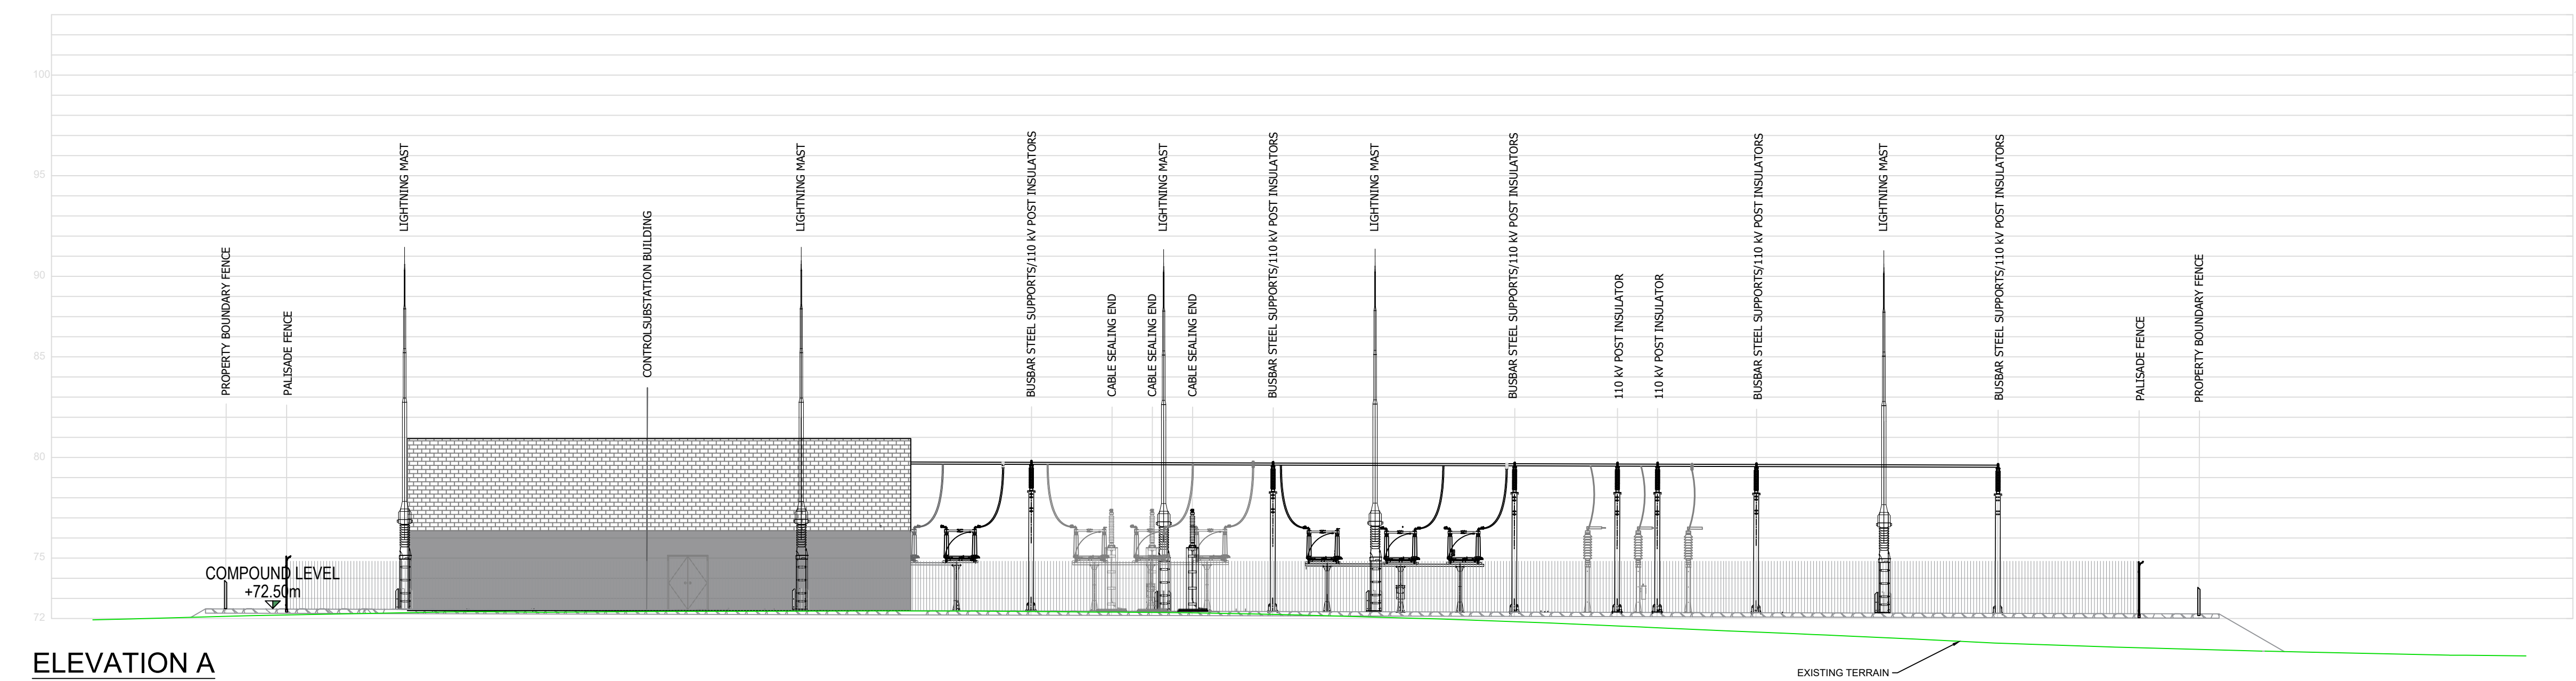 100
95
90
85
80
75
72
PROPERTY BOUNDARY FENCE
PALISADE FENCE
LIGHTNING MAST
CONTROLSUBSTATION BUILDING
LIGHTNING MAST
BUSBAR STEEL SUPPORTS/110 kV POST INSULATORS
CABLE SEALING END
CABLE SEALING END
LIGHTNING MAST
CABLE SEALING END
BUSBAR STEEL SUPPORTS/110 kV POST INSULATORS
LIGHTNING MAST
BUSBAR STEEL SUPPORTS/110 kV POST INSULATORS
110 kV POST INSULATOR
110 kV POST INSULATOR
BUSBAR STEEL SUPPORTS/110 kV POST INSULATORS
LIGHTNING MAST
BUSBAR STEEL SUPPORTS/110 kV POST INSULATORS
PALISADE FENCE
PROPERTY BOUNDARY FENCE
COMPOUND LEVEL
+72.50m
EXISTING TERRAIN
ELEVATION A